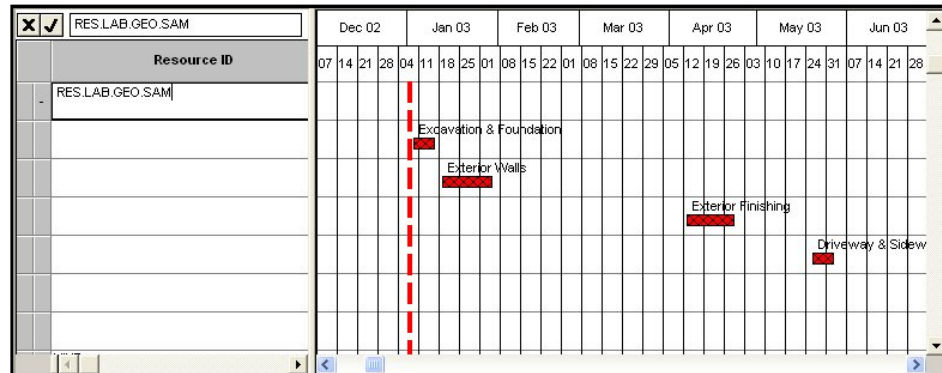 RES.LAB.GEO.SAM
Resource ID
- RES.LAB.GEO.SAM
Dec 02 Jan 03 Feb 03 Mar 03 Apr 03 May 03 Jun 03
07 14 21 28 04 11 18 25 01 08 15 22 01 08 15 22 29 05 12 19 26 03 10 17 24 31 07 14 21 28
Excavation & Foundation
Exterior Walls
Exterior Finishing
Driveway & Sidew